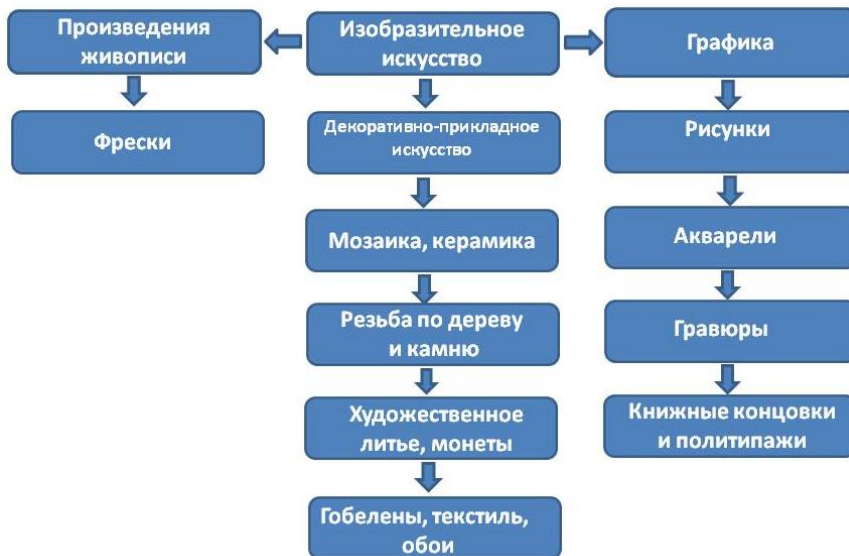 Произведения
живописи
Изобразительное
искусство
Графика
Фрески
Декоративно-прикладное
искусство
Рисунки
Мозаика, керамика
Акварели
Резьба по дереву
и камню
Гравюры
Художественное
литье, монеты
Книжные концовки
и политипажи
Гобелены, текстиль,
обои